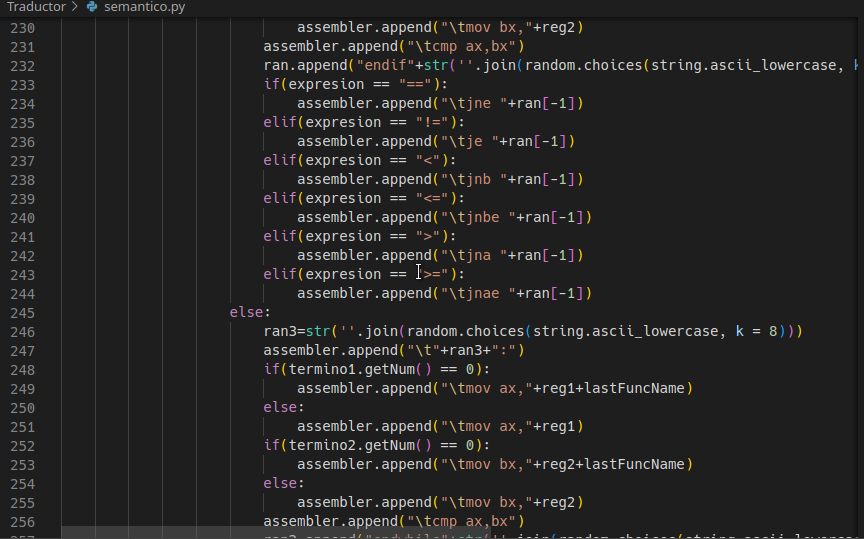 Traductor > semantico.py
230 assembler.append("\tmov bx,"+reg2)
231 assembler.append("\tcmp ax,bx")
232 ran.append("endif"+str(''.join(random.choices(string.ascii_lowercase, k
233 if(expresion == "=="):
234 assembler.append("\tjne "+ran[-1])
235 elif(expresion == "!="):
236 assembler.append("\tje "+ran[-1])
237 elif(expresion == "<"):
238 assembler.append("\tjnb "+ran[-1])
239 elif(expresion == "<="):
240 assembler.append("\tjnbe "+ran[-1])
241 elif(expresion == ">"):
242 assembler.append("\tjna "+ran[-1])
243 elif(expresion == ">="):
244 assembler.append("\tjnae "+ran[-1])
245 else:
246 ran3=str(''.join(random.choices(string.ascii_lowercase, k = 8)))
247 assembler.append("\t"+ran3+":")
248 if(termino1.getNum() == 0):
249 assembler.append("\tmov ax,"+reg1+lastFuncName)
250 else:
251 assembler.append("\tmov ax,"+reg1)
252 if(termino2.getNum() == 0):
253 assembler.append("\tmov bx,"+reg2+lastFuncName)
254 else:
255 assembler.append("\tmov bx,"+reg2)
256 assembler.append("\tcmp ax,bx")